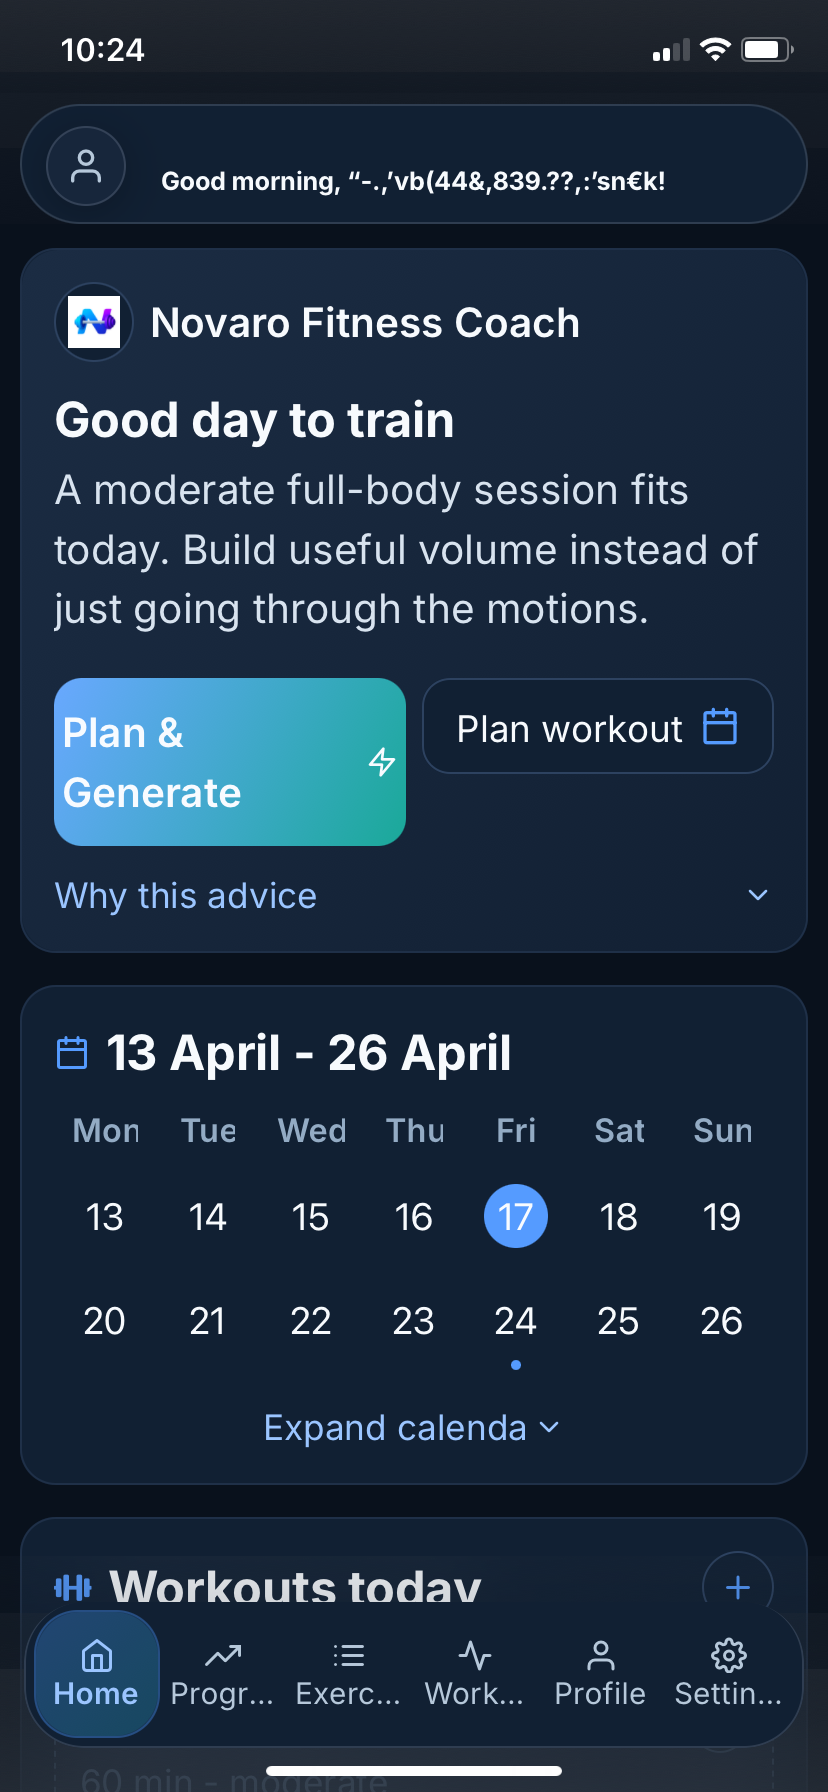 10:24
Good morning, “-.,’vb(44&,839.??,:’sn€k!
Novaro Fitness Coach
Good day to train
A moderate full-body session fits
today. Build useful volume instead of
just going through the motions.
Plan &
Generate
Plan workout
Why this advice
13 April - 26 April
Mon Tue Wed Thu Fri Sat Sun
13 14 15 16 17 18 19
20 21 22 23 24 25 26
Expand calenda
Workouts today
Home Progr... Exerc... Work... Profile Settin...
60 min - moderate